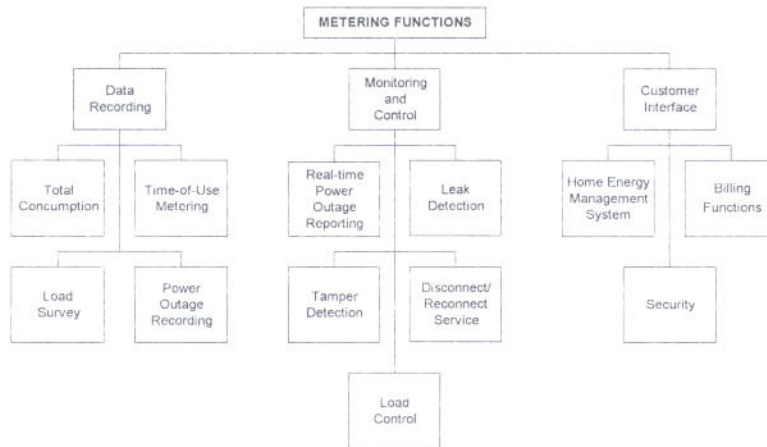 METERING FUNCTIONS
Data
Recording
Monitoring
and
Control
Customer
Interface
Total
Concumption
Time-of-Use
Metering
Real-time
Power
Outage
Reporting
Leak
Detection
Home Energy
Management
System
Billing
Functions
Load
Survey
Power
Outage
Recording
Tamper
Detection
Disconnect/
Reconnect
Service
Security
Load
Control